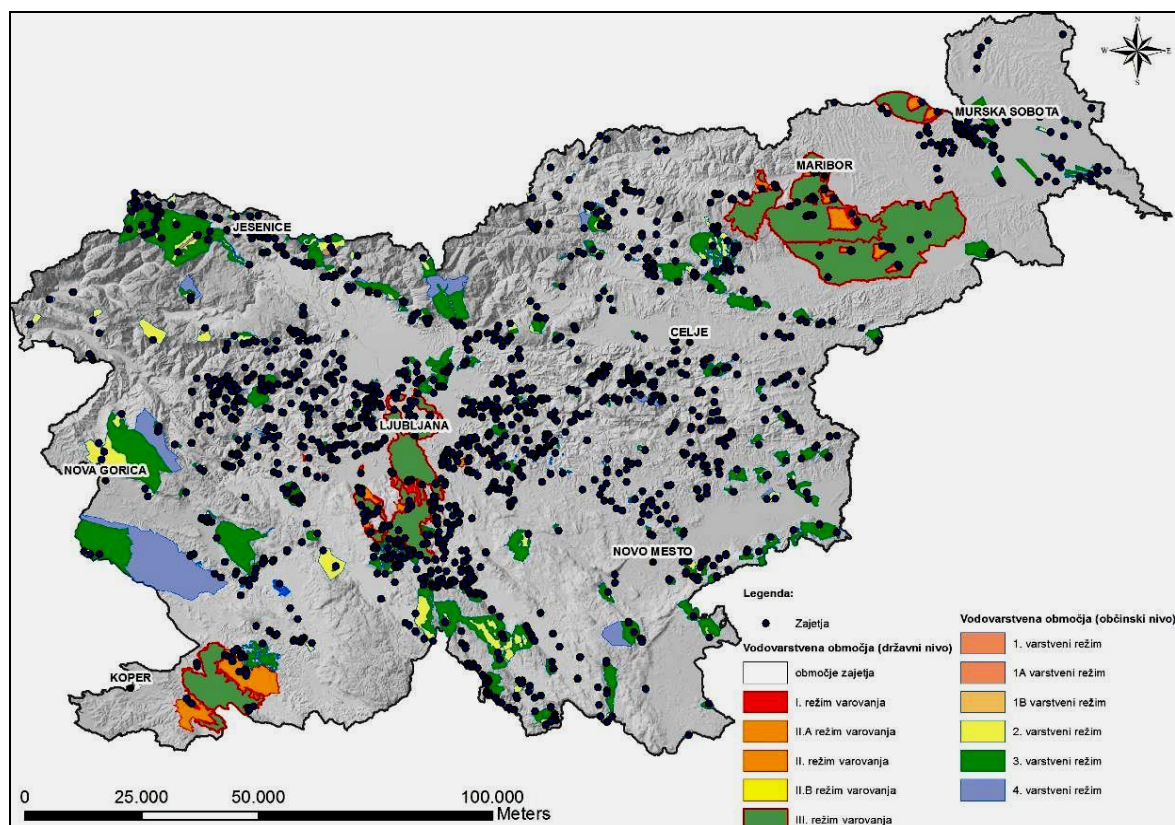 N
W E
S
MURSKA SOBOTA
MARIBOR
JESENICE
CELJE
LJUBLJANA
NOVA GORICA
NOVO MESTO
KOPER
Legenda:
Zajetja
Vodovarstvena območja (državni nivo)
območje zajetja
I. režim varovanja
II.A režim varovanja
II. režim varovanja
II.B režim varovanja
III. režim varovanja
Vodovarstvena območja (občinski nivo)
1. varstveni režim
1A varstveni režim
1B varstveni režim
2. varstveni režim
3. varstveni režim
4. varstveni režim
0 25.000 50.000 100.000
Meters